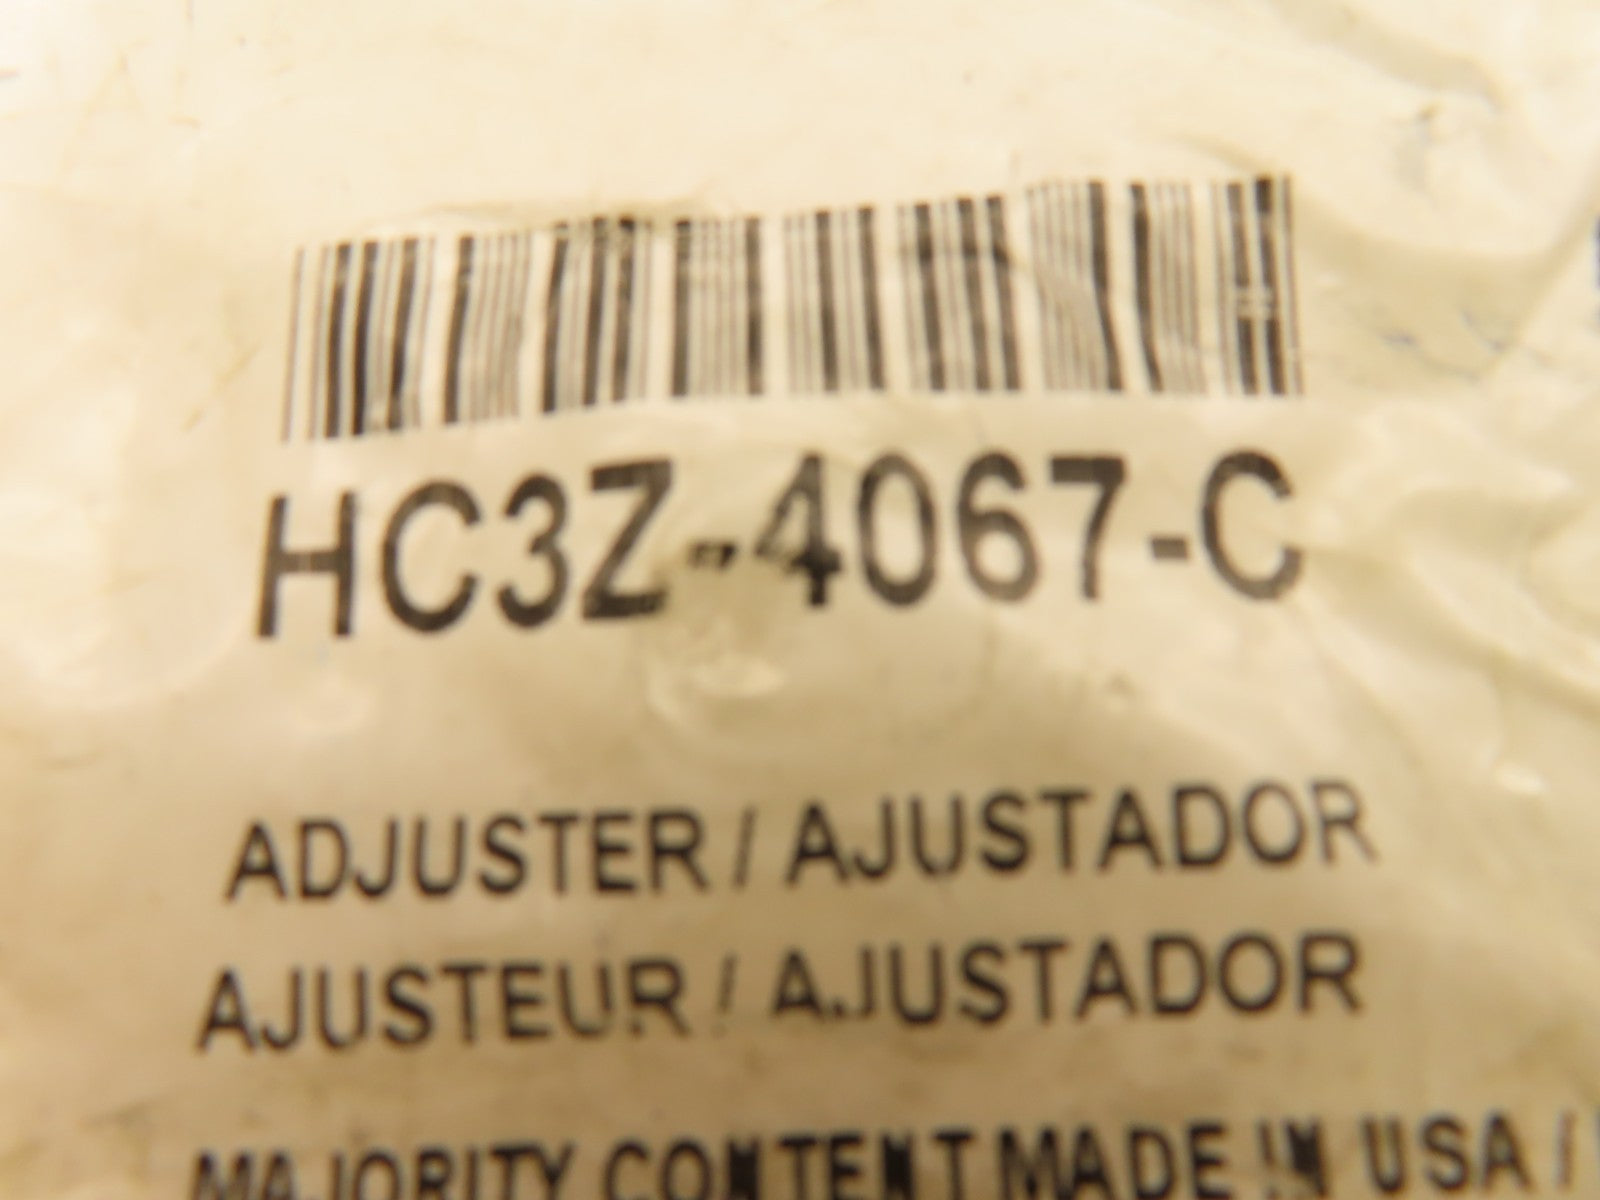 HC3Z-4067-C
ADJUSTER / AJUSTADOR
AJUSTEUR / AJUSTADOR
MAJORITY CONTENT MADE IN USA /